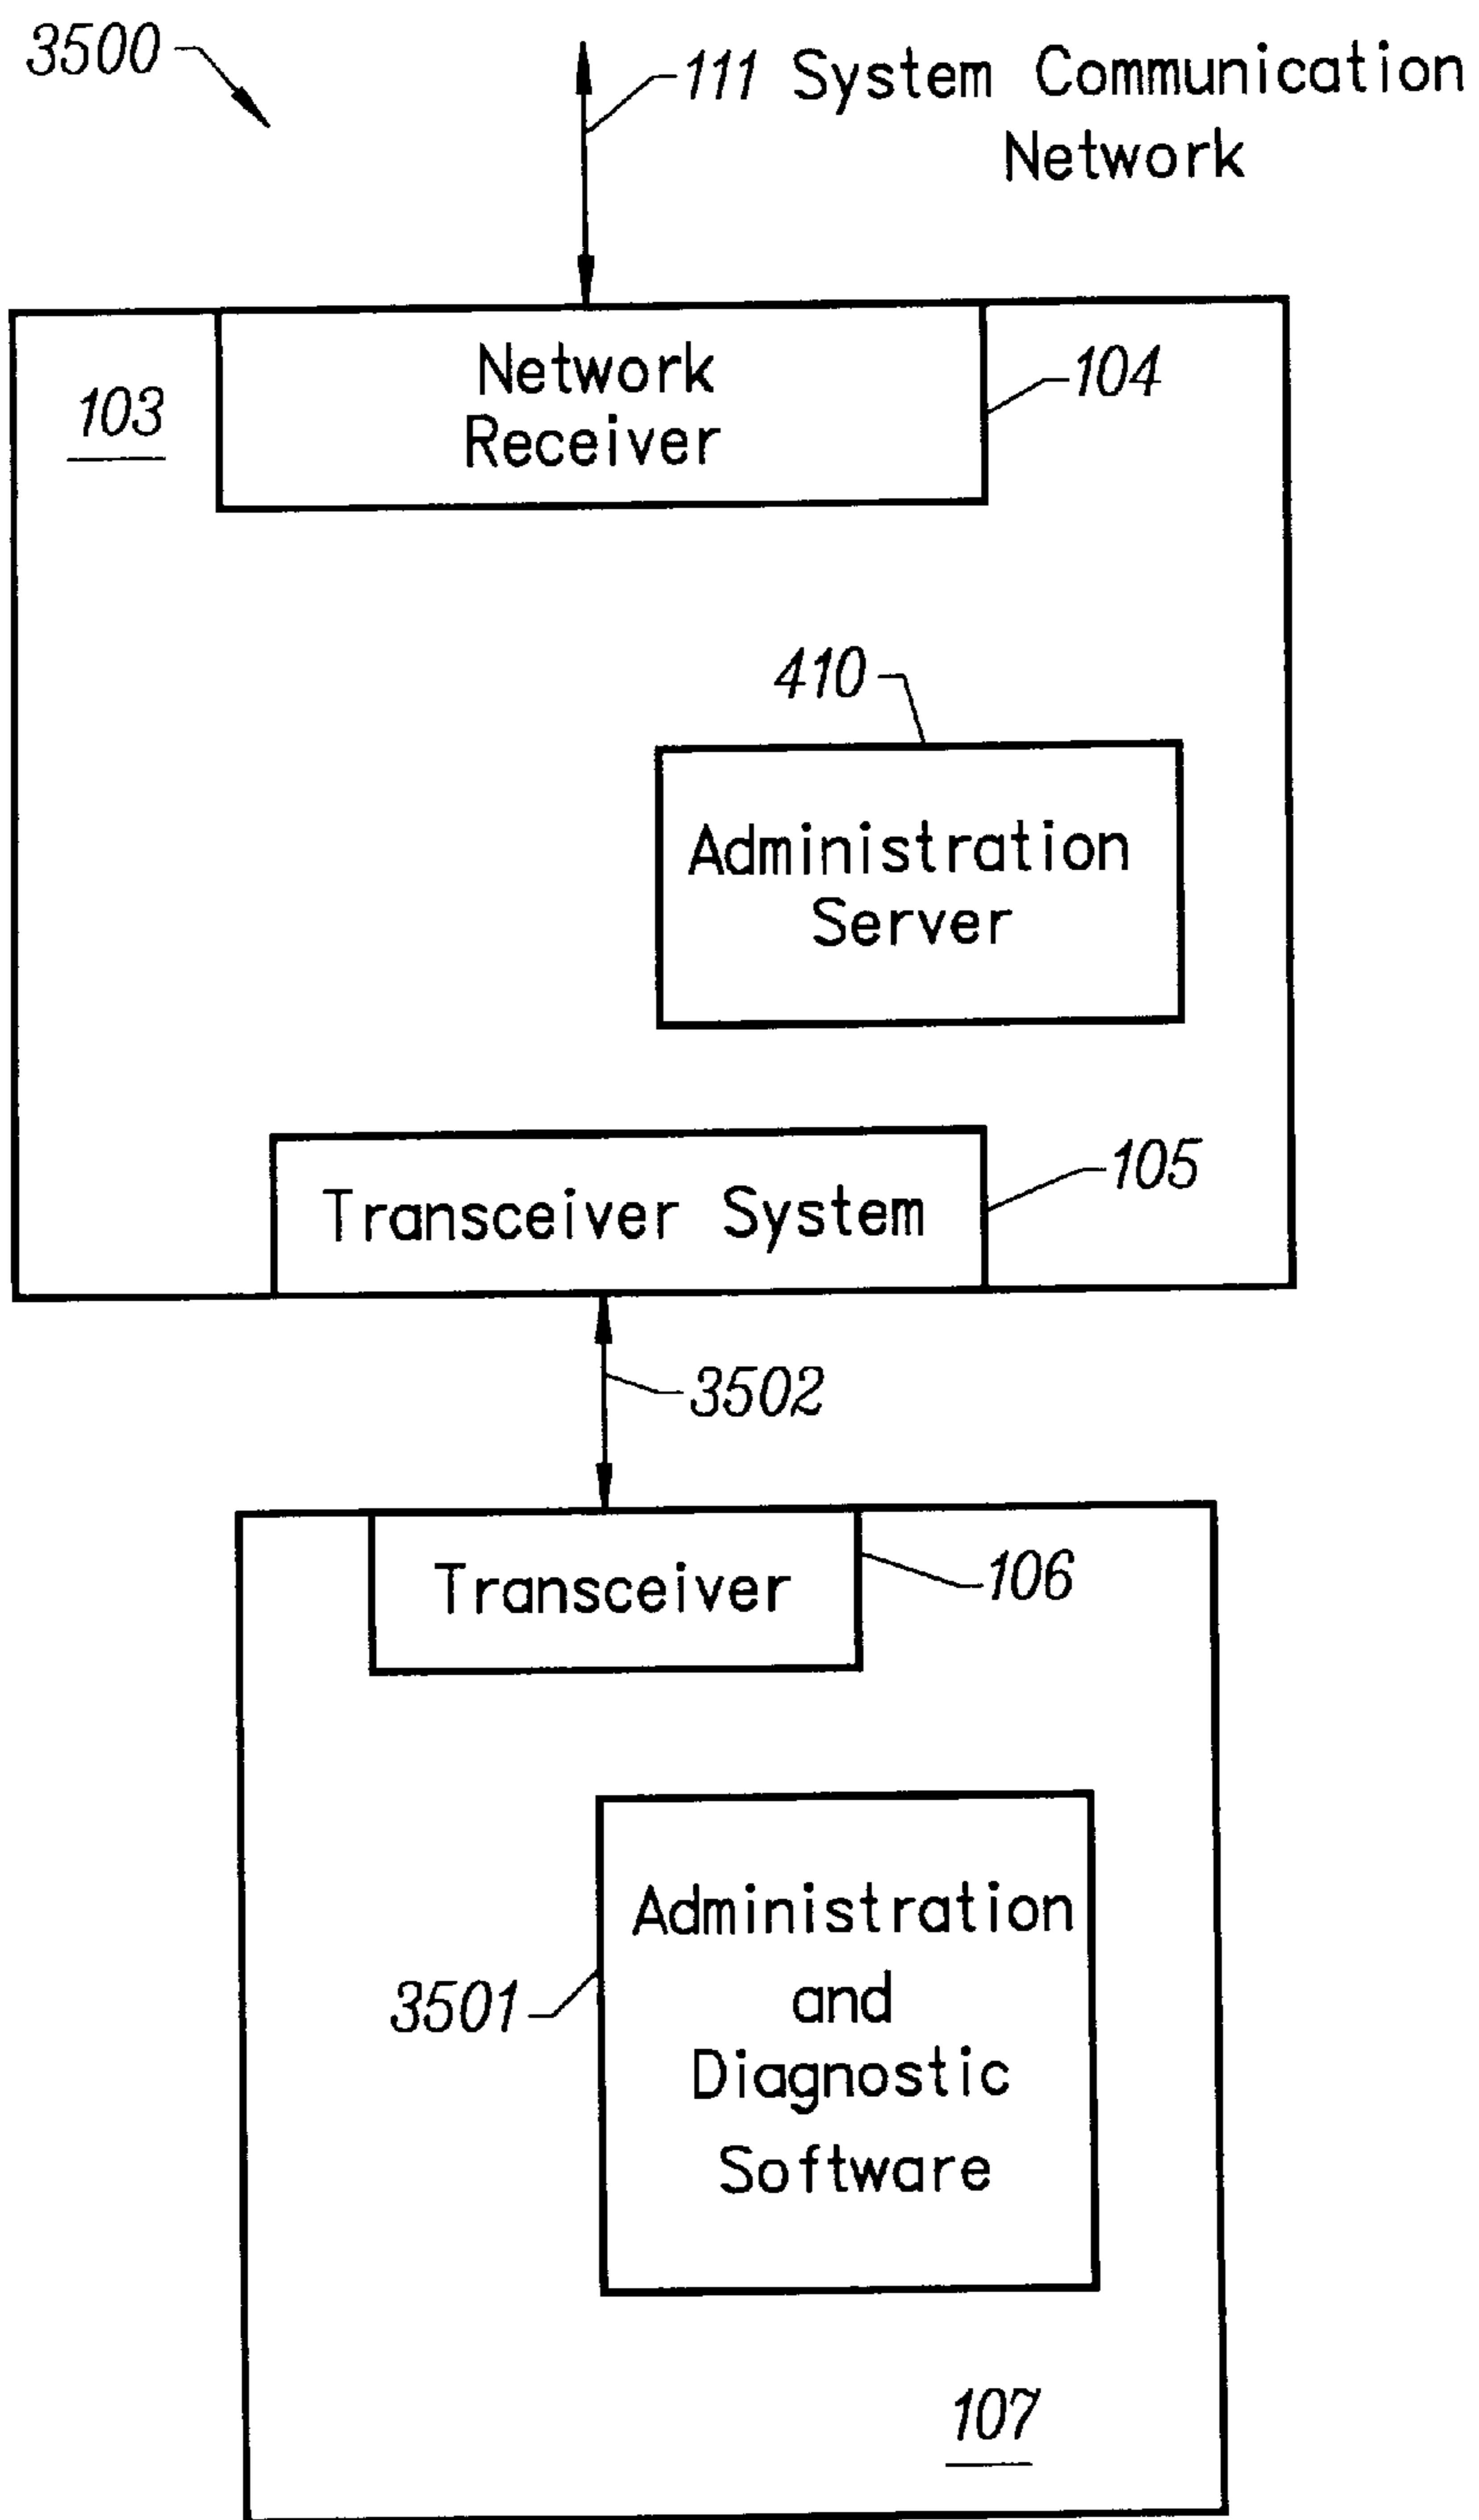 3500
111 System Communication
Network
Network
Receiver
103
104
410
Administration
Server
105
Transceiver System
3502
Transceiver
106
Administration
and
3501
Diagnostic
Software
107